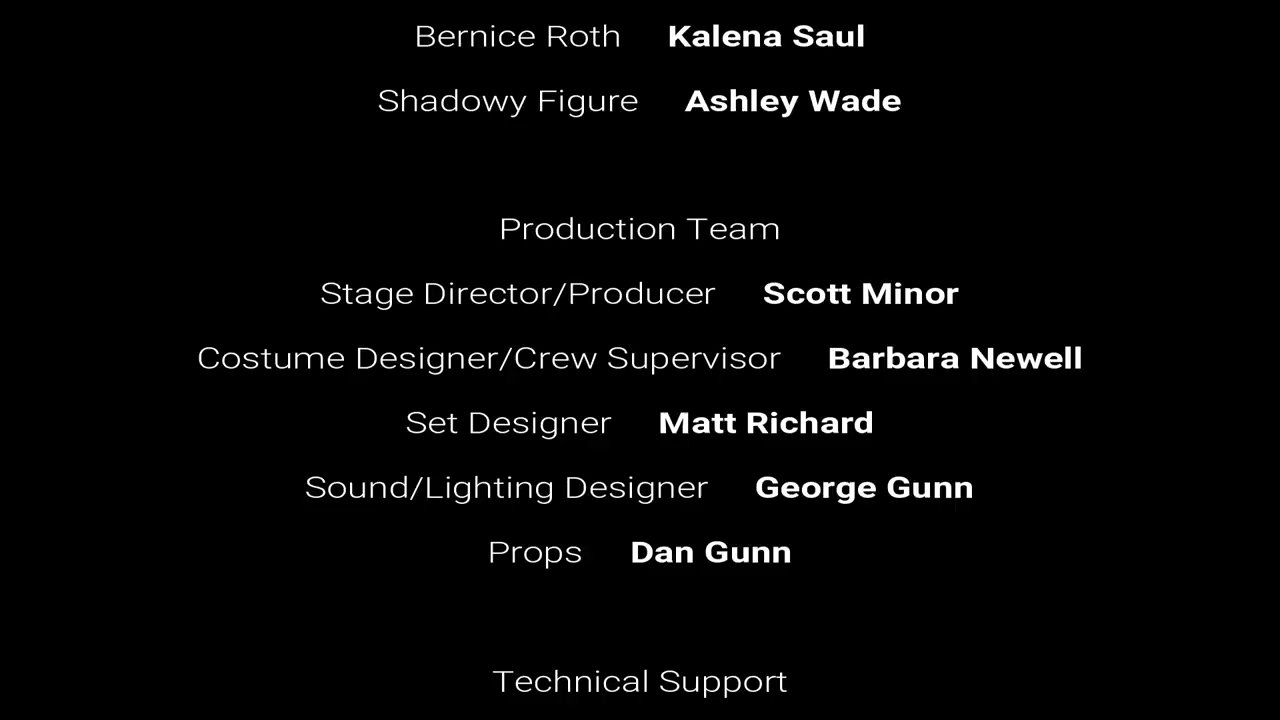 Bernice Roth Kalena Saul
Shadowy Figure Ashley Wade
Production Team
Stage Director/Producer Scott Minor
Costume Designer/Crew Supervisor Barbara Newell
Set Designer Matt Richard
Sound/Lighting Designer George Gunn
Props Dan Gunn
Technical Support